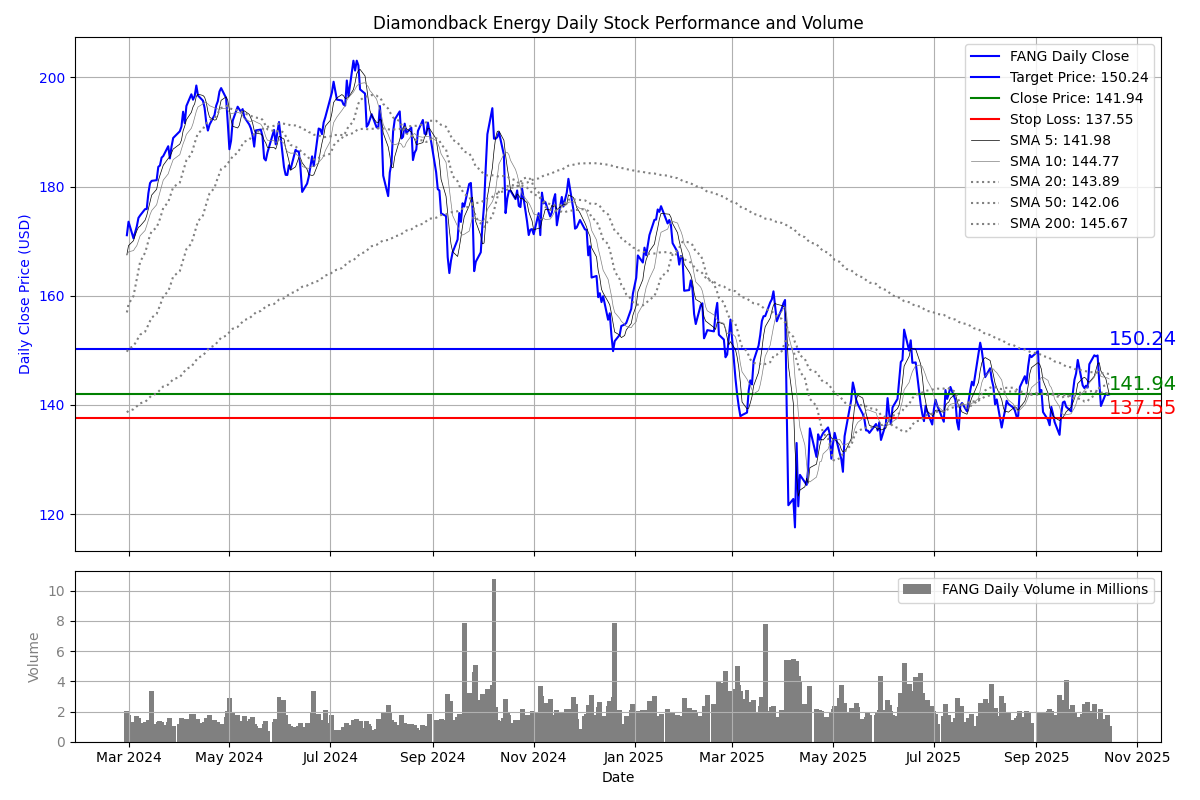 Diamondback Energy Daily Stock Performance and Volume
Daily Close Price (USD)
200
180
160
140
120
FANG Daily Close
Target Price: 150.24
Close Price: 141.94
Stop Loss: 137.55
SMA 5: 141.98
SMA 10: 144.77
SMA 20: 143.89
SMA 50: 142.06
SMA 200: 145.67
150.24
141.94
137.55
Volume
10
8
6
4
2
0
FANG Daily Volume in Millions
Mar 2024 May 2024 Jul 2024 Sep 2024 Nov 2024 Jan 2025 Mar 2025 May 2025 Jul 2025 Sep 2025 Nov 2025
Date